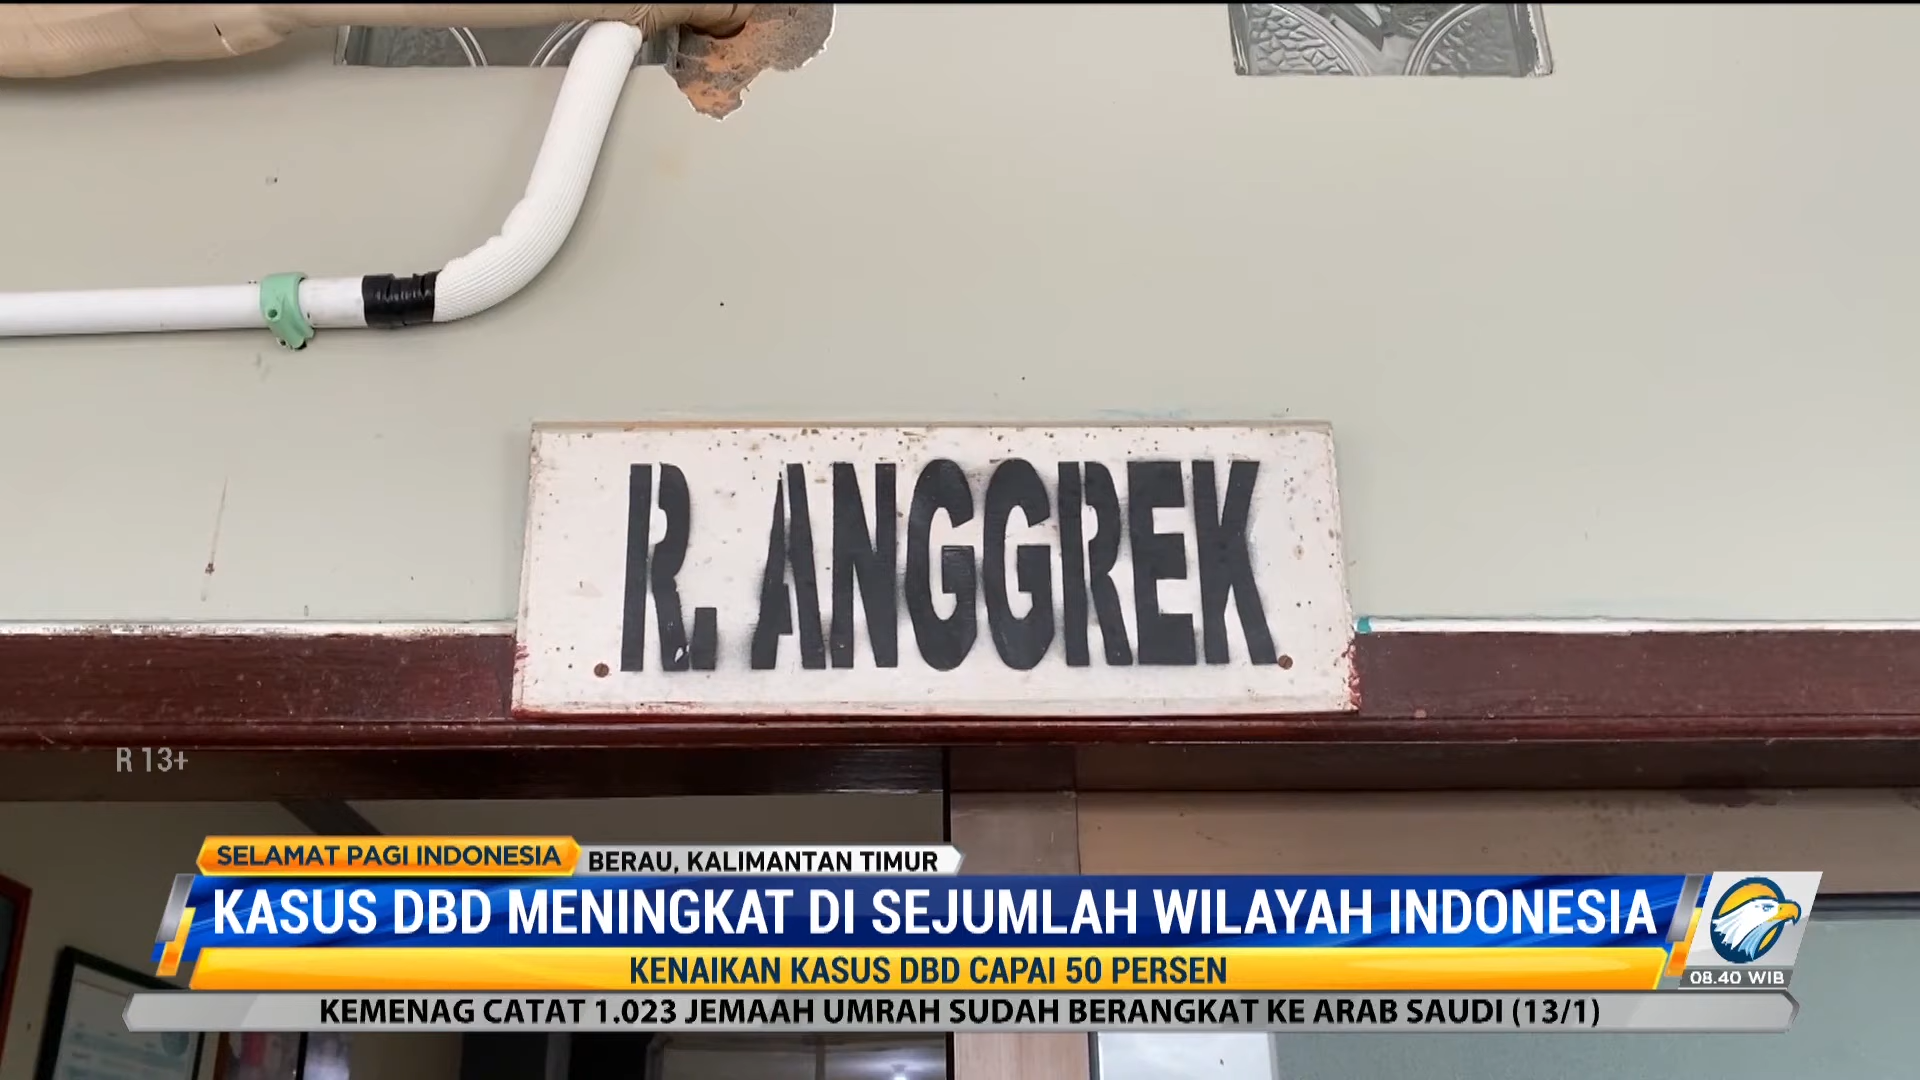 R. ANGGREK
R 13+
SELAMAT PAGI INDONESIA
BERAU, KALIMANTAN TIMUR
KASUS DBD MENINGKAT DI SEJUMLAH WILAYAH INDONESIA
KENAIKAN KASUS DBD CAPAI 50 PERSEN
08.40 WIB
KEMENAG CATAT 1.023 JEMAAH UMRAH SUDAH BERANGKAT KE ARAB SAUDI (13/1)